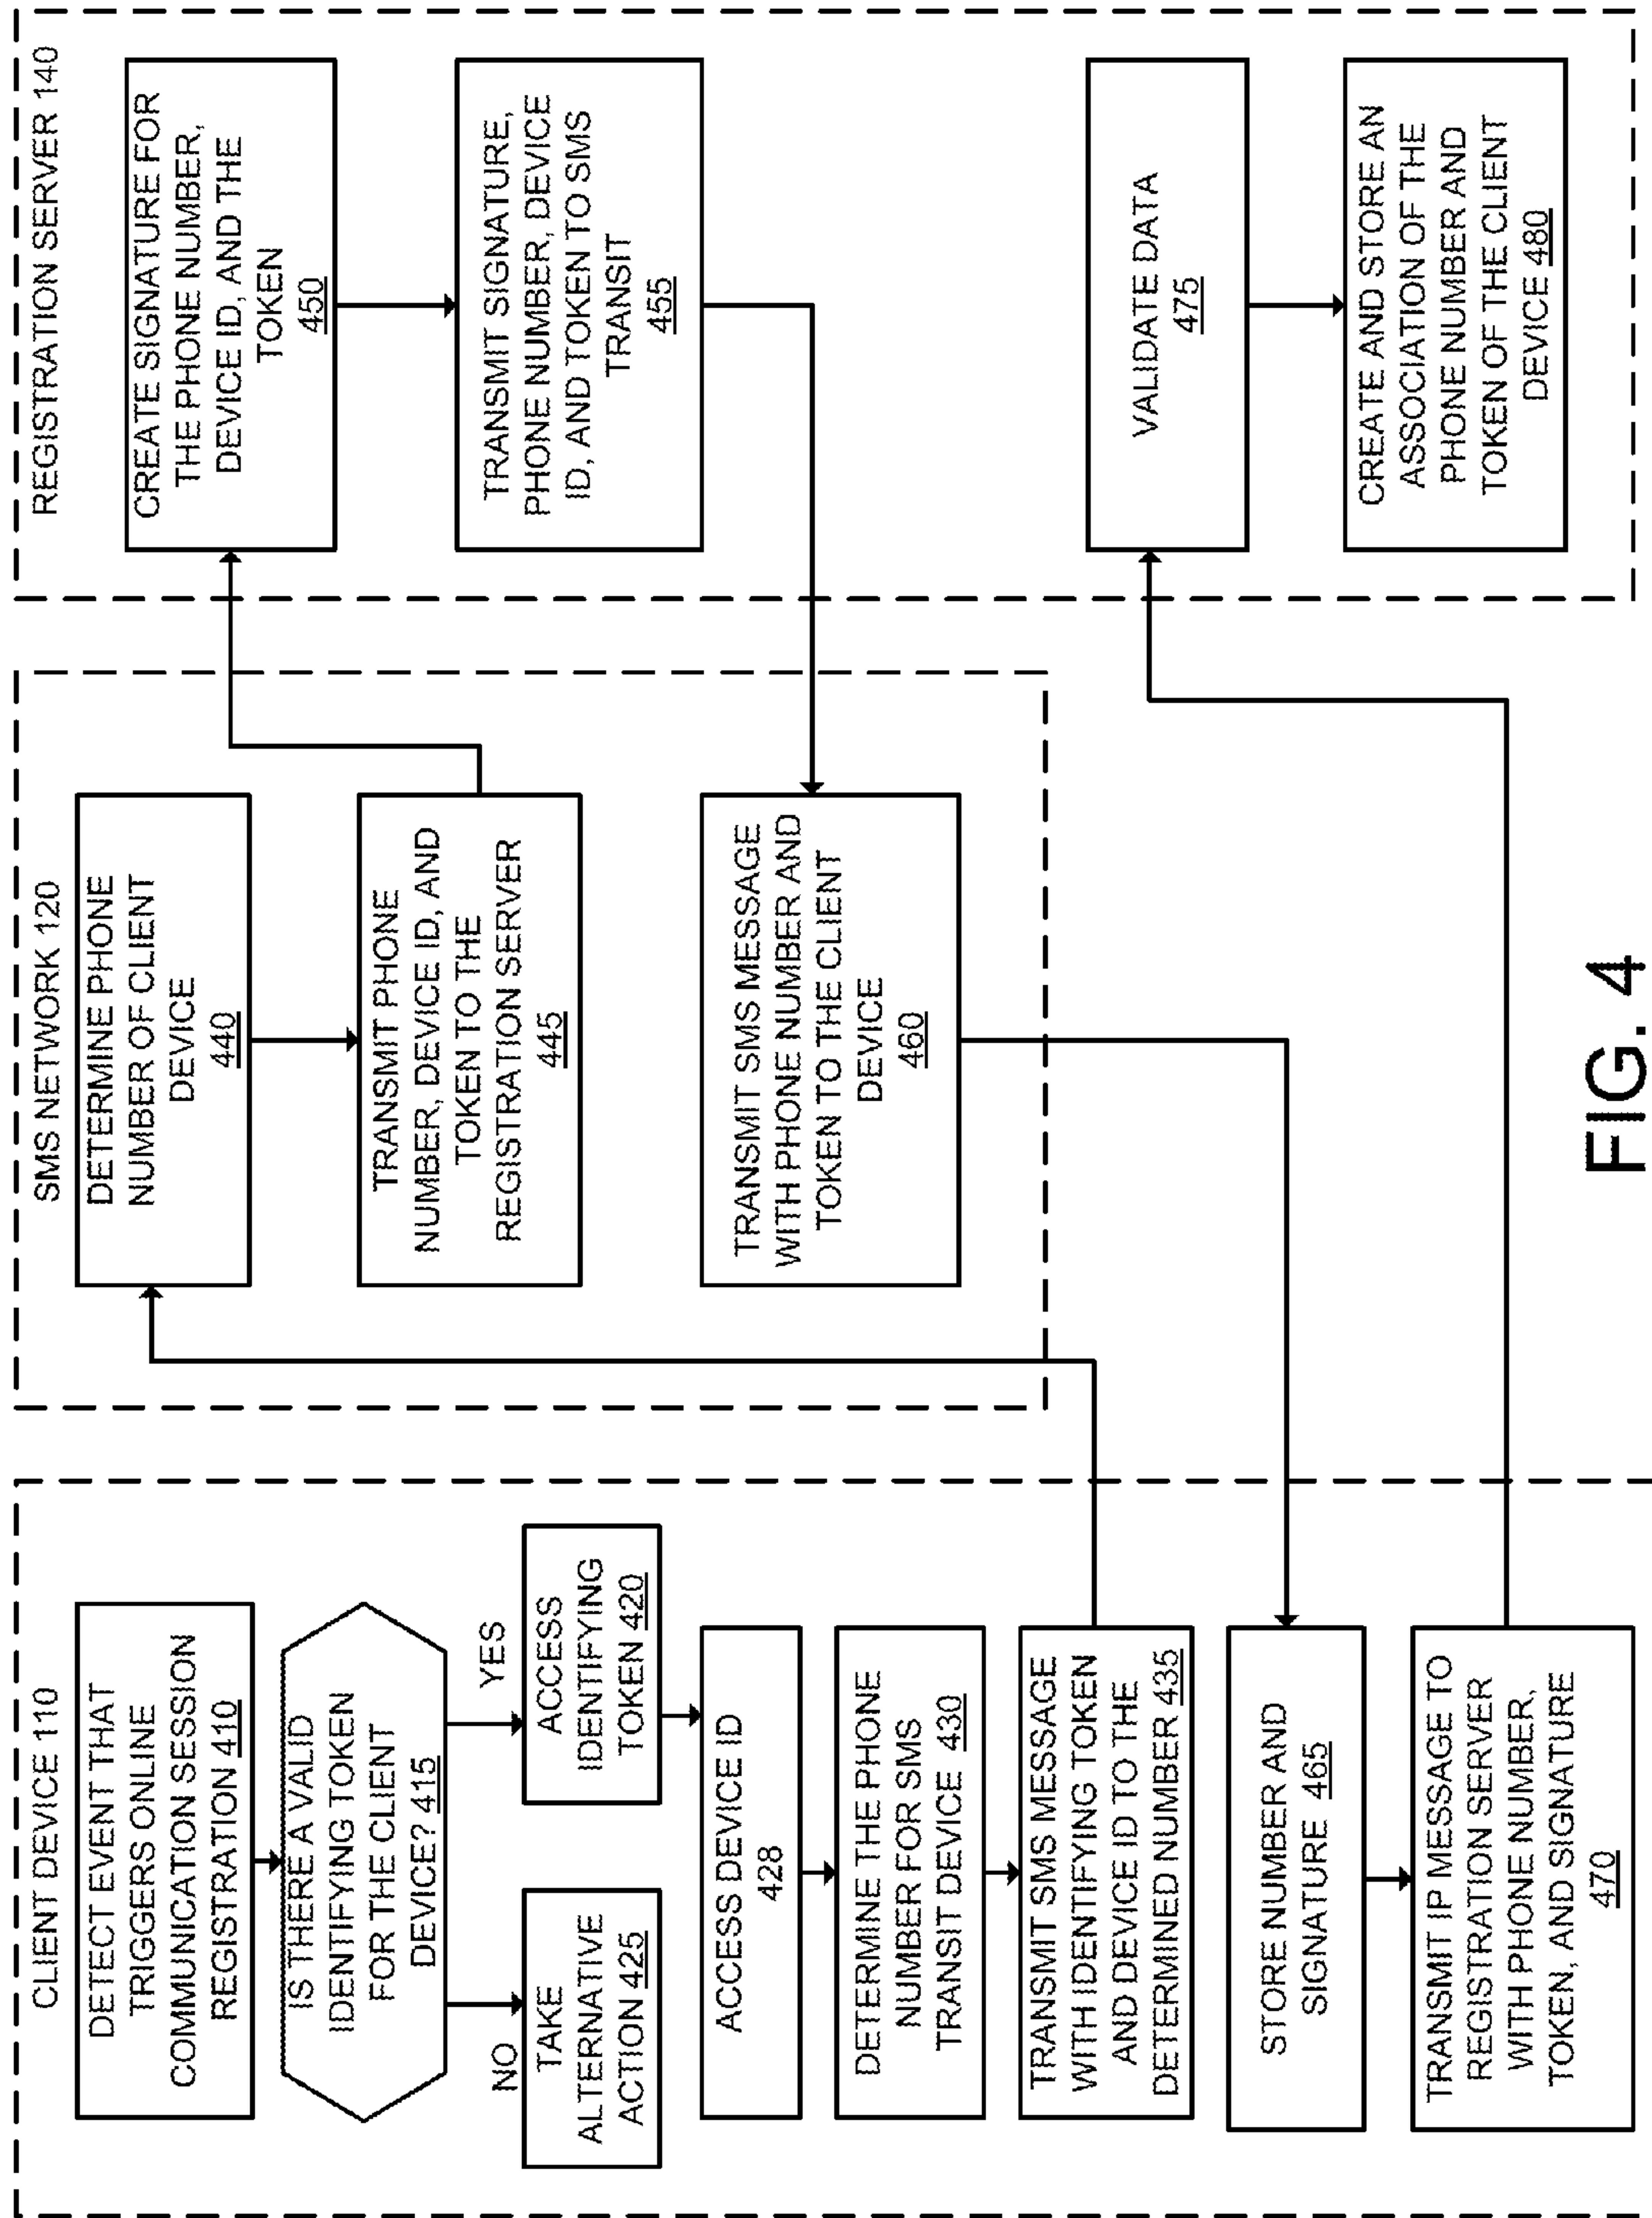 CLIENT DEVICE 110
DETECT EVENT THAT
TRIGGERS ONLINE
COMMUNICATION SESSION
REGISTRATION 410
IS THERE A VALID
IDENTIFYING TOKEN
FOR THE CLIENT
DEVICE? 415
NO
YES
TAKE
ALTERNATIVE
ACTION 425
ACCESS
IDENTIFYING
TOKEN 420
ACCESS DEVICE ID
428
DETERMINE THE PHONE
NUMBER FOR SMS
TRANSIT DEVICE 430
TRANSMIT SMS MESSAGE
WITH IDENTIFYING TOKEN
AND DEVICE ID TO THE
DETERMINED NUMBER 435
STORE NUMBER AND
SIGNATURE 465
TRANSMIT IP MESSAGE TO
REGISTRATION SERVER
WITH PHONE NUMBER,
TOKEN, AND SIGNATURE
470
SMS NETWORK 120
DETERMINE PHONE
NUMBER OF CLIENT
DEVICE
440
TRANSMIT PHONE
NUMBER, DEVICE ID, AND
TOKEN TO THE
REGISTRATION SERVER
445
TRANSMIT SMS MESSAGE
WITH PHONE NUMBER AND
TOKEN TO THE CLIENT
DEVICE
460
REGISTRATION SERVER 140
CREATE SIGNATURE FOR
THE PHONE NUMBER,
DEVICE ID, AND THE
TOKEN
450
TRANSMIT SIGNATURE,
PHONE NUMBER, DEVICE
ID, AND TOKEN TO SMS
TRANSIT
455
VALIDATE DATA
475
CREATE AND STORE AN
ASSOCIATION OF THE
PHONE NUMBER AND
TOKEN OF THE CLIENT
DEVICE 480
FIG. 4